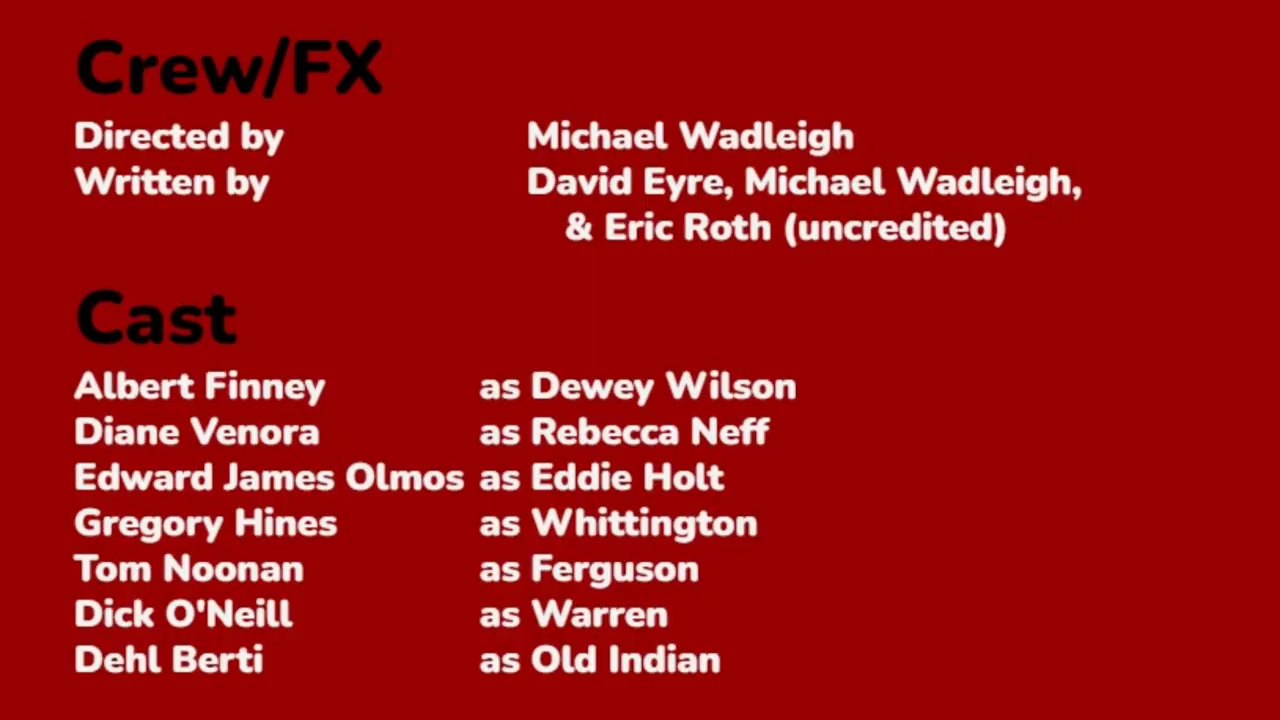 Crew/FX
Directed by Michael Wadleigh
Written by David Eyre, Michael Wadleigh,
& Eric Roth (uncredited)
Cast
Albert Finney as Dewey Wilson
Diane Venora as Rebecca Neff
Edward James Olmos as Eddie Holt
Gregory Hines as Whittington
Tom Noonan as Ferguson
Dick O'Neill as Warren
Dehl Berti as Old Indian